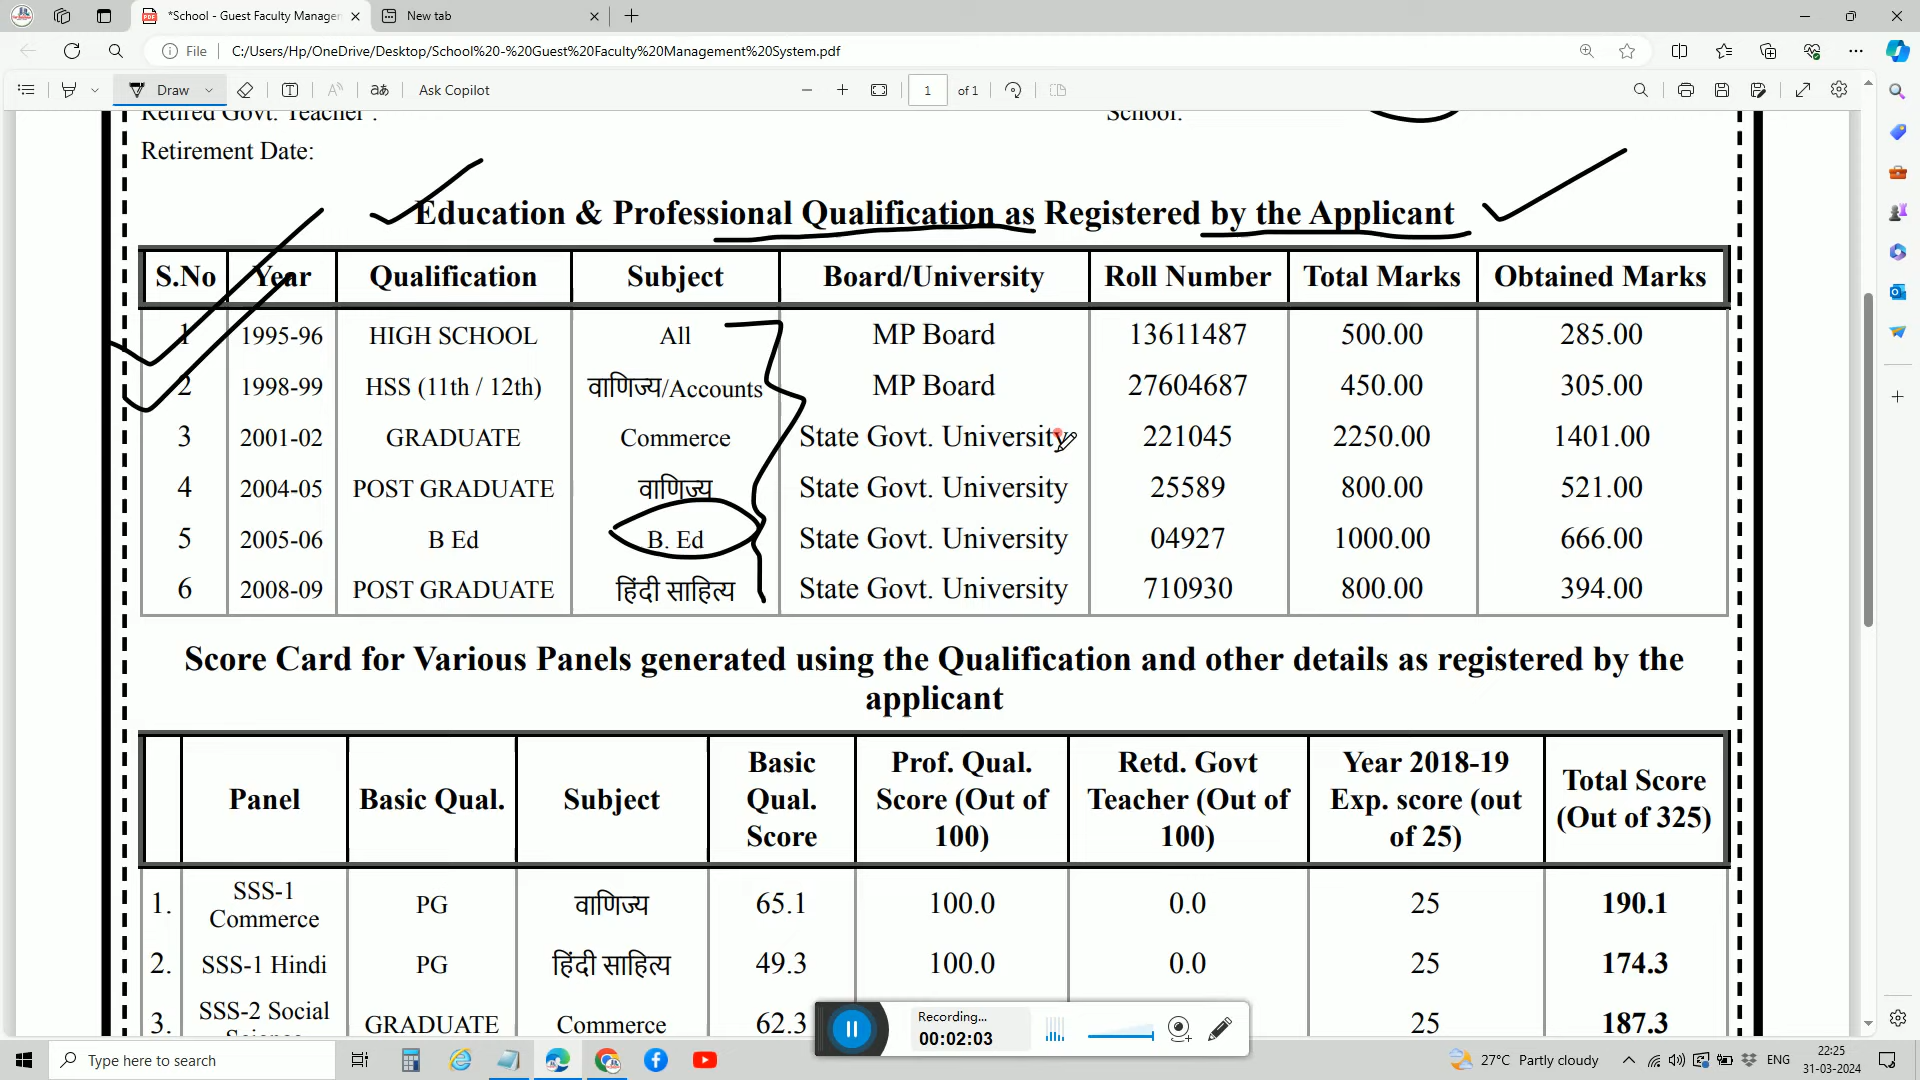 *School - Guest Faculty Manager
New tab
File
C:/Users/Hp/OneDrive/Desktop/School%20-%20Guest%20Faculty%20Management%20System.pdf
Draw
Ask Copilot
1 of 1
Retired Govt. Teacher :
School:
Retirement Date:
Education & Professional Qualification as Registered by the Applicant
S.No Year Qualification Subject Board/University Roll Number Total Marks Obtained Marks
1 1995-96 HIGH SCHOOL All MP Board 13611487 500.00 285.00
2 1998-99 HSS (11th / 12th) वाणिज्य/Accounts MP Board 27604687 450.00 305.00
3 2001-02 GRADUATE Commerce State Govt. University 221045 2250.00 1401.00
4 2004-05 POST GRADUATE वाणिज्य State Govt. University 25589 800.00 521.00
5 2005-06 B Ed B. Ed State Govt. University 04927 1000.00 666.00
6 2008-09 POST GRADUATE हिंदी साहित्य State Govt. University 710930 800.00 394.00
Score Card for Various Panels generated using the Qualification and other details as registered by the
applicant
Panel Basic Qual. Subject Basic Qual. Score Prof. Qual. Score (Out of 100) Retd. Govt Teacher (Out of 100) Year 2018-19 Exp. score (out of 25) Total Score (Out of 325)
1. SSS-1 Commerce PG वाणिज्य 65.1 100.0 0.0 25 190.1
2. SSS-1 Hindi PG हिंदी साहित्य 49.3 100.0 0.0 25 174.3
3. SSS-2 Social GRADUATE Commerce 62.3 25 187.3
Recording...
00:02:03
Type here to search
27°C Partly cloudy
ENG
22:25
31-03-2024